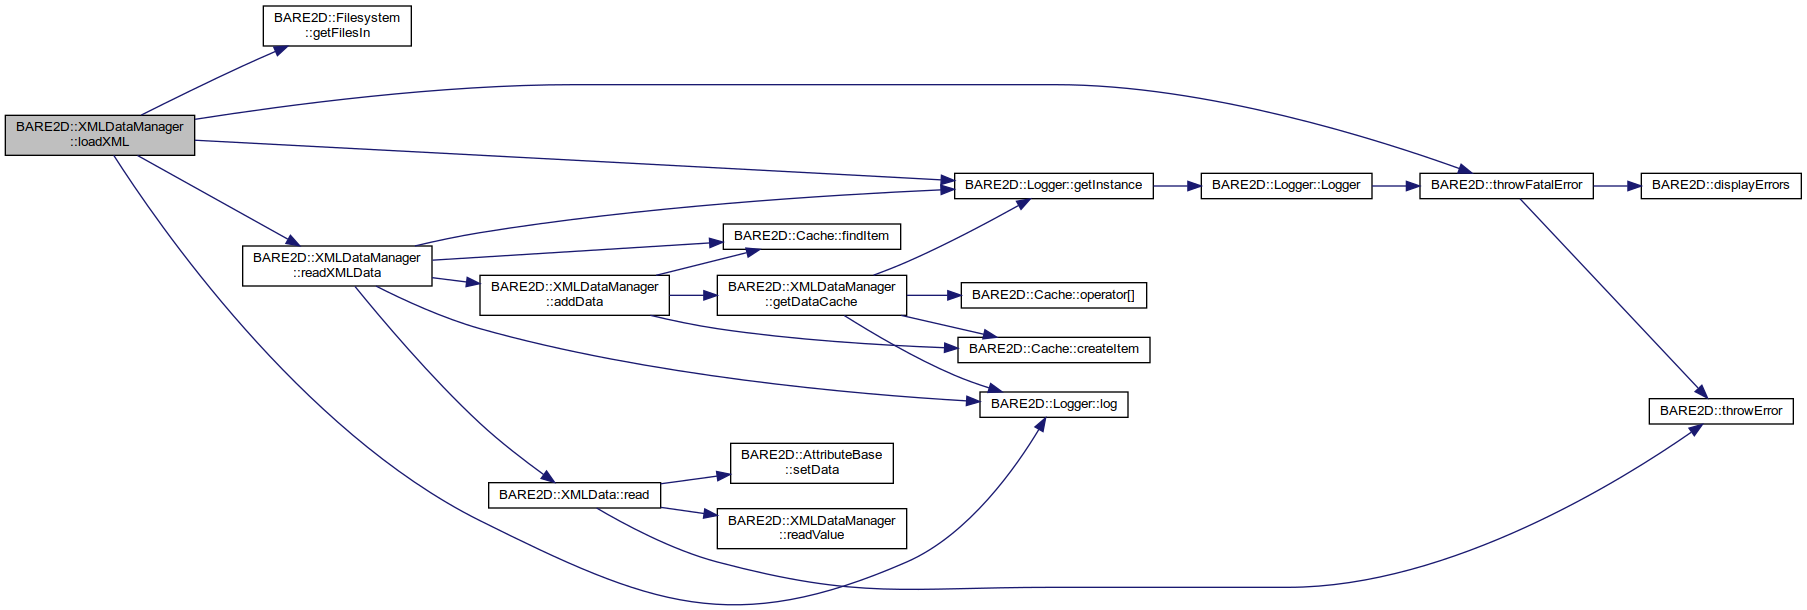 BARE2D::Filesystem
::getFilesIn
BARE2D::XMLDataManager
::loadXML
BARE2D::Logger::getInstance
BARE2D::Logger::Logger
BARE2D::throwFatalError
BARE2D::displayErrors
BARE2D::Cache::findItem
BARE2D::XMLDataManager
::readXMLData
BARE2D::XMLDataManager
::addData
BARE2D::XMLDataManager
::getDataCache
BARE2D::Cache::operator[]
BARE2D::Cache::createItem
BARE2D::Logger::log
BARE2D::throwError
BARE2D::AttributeBase
::setData
BARE2D::XMLData::read
BARE2D::XMLDataManager
::readValue